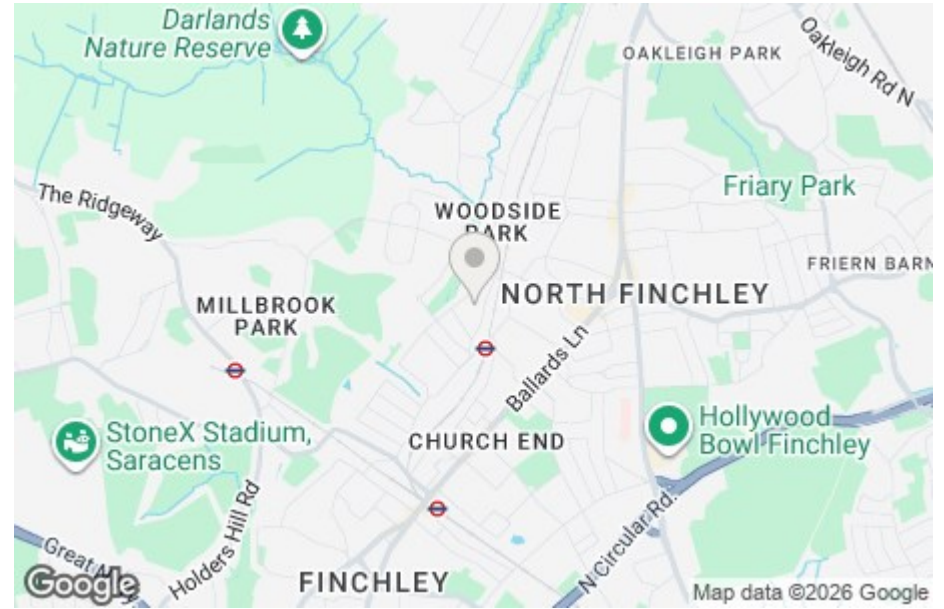 Darlands
Nature Reserve
OAKLEIGH PARK
Oakleigh Rd N
The Ridgeway
WOODSIDE
PARK
Friary Park
FRIERN BARN
NORTH FINCHLEY
MILLBROOK
PARK
Ballards Ln
StoneX Stadium,
Saracens
CHURCH END
Hollywood
Bowl Finchley
Holders Hill Rd
N Circular Rd.
Great
FINCHLEY
Google
Map data ©2026 Google